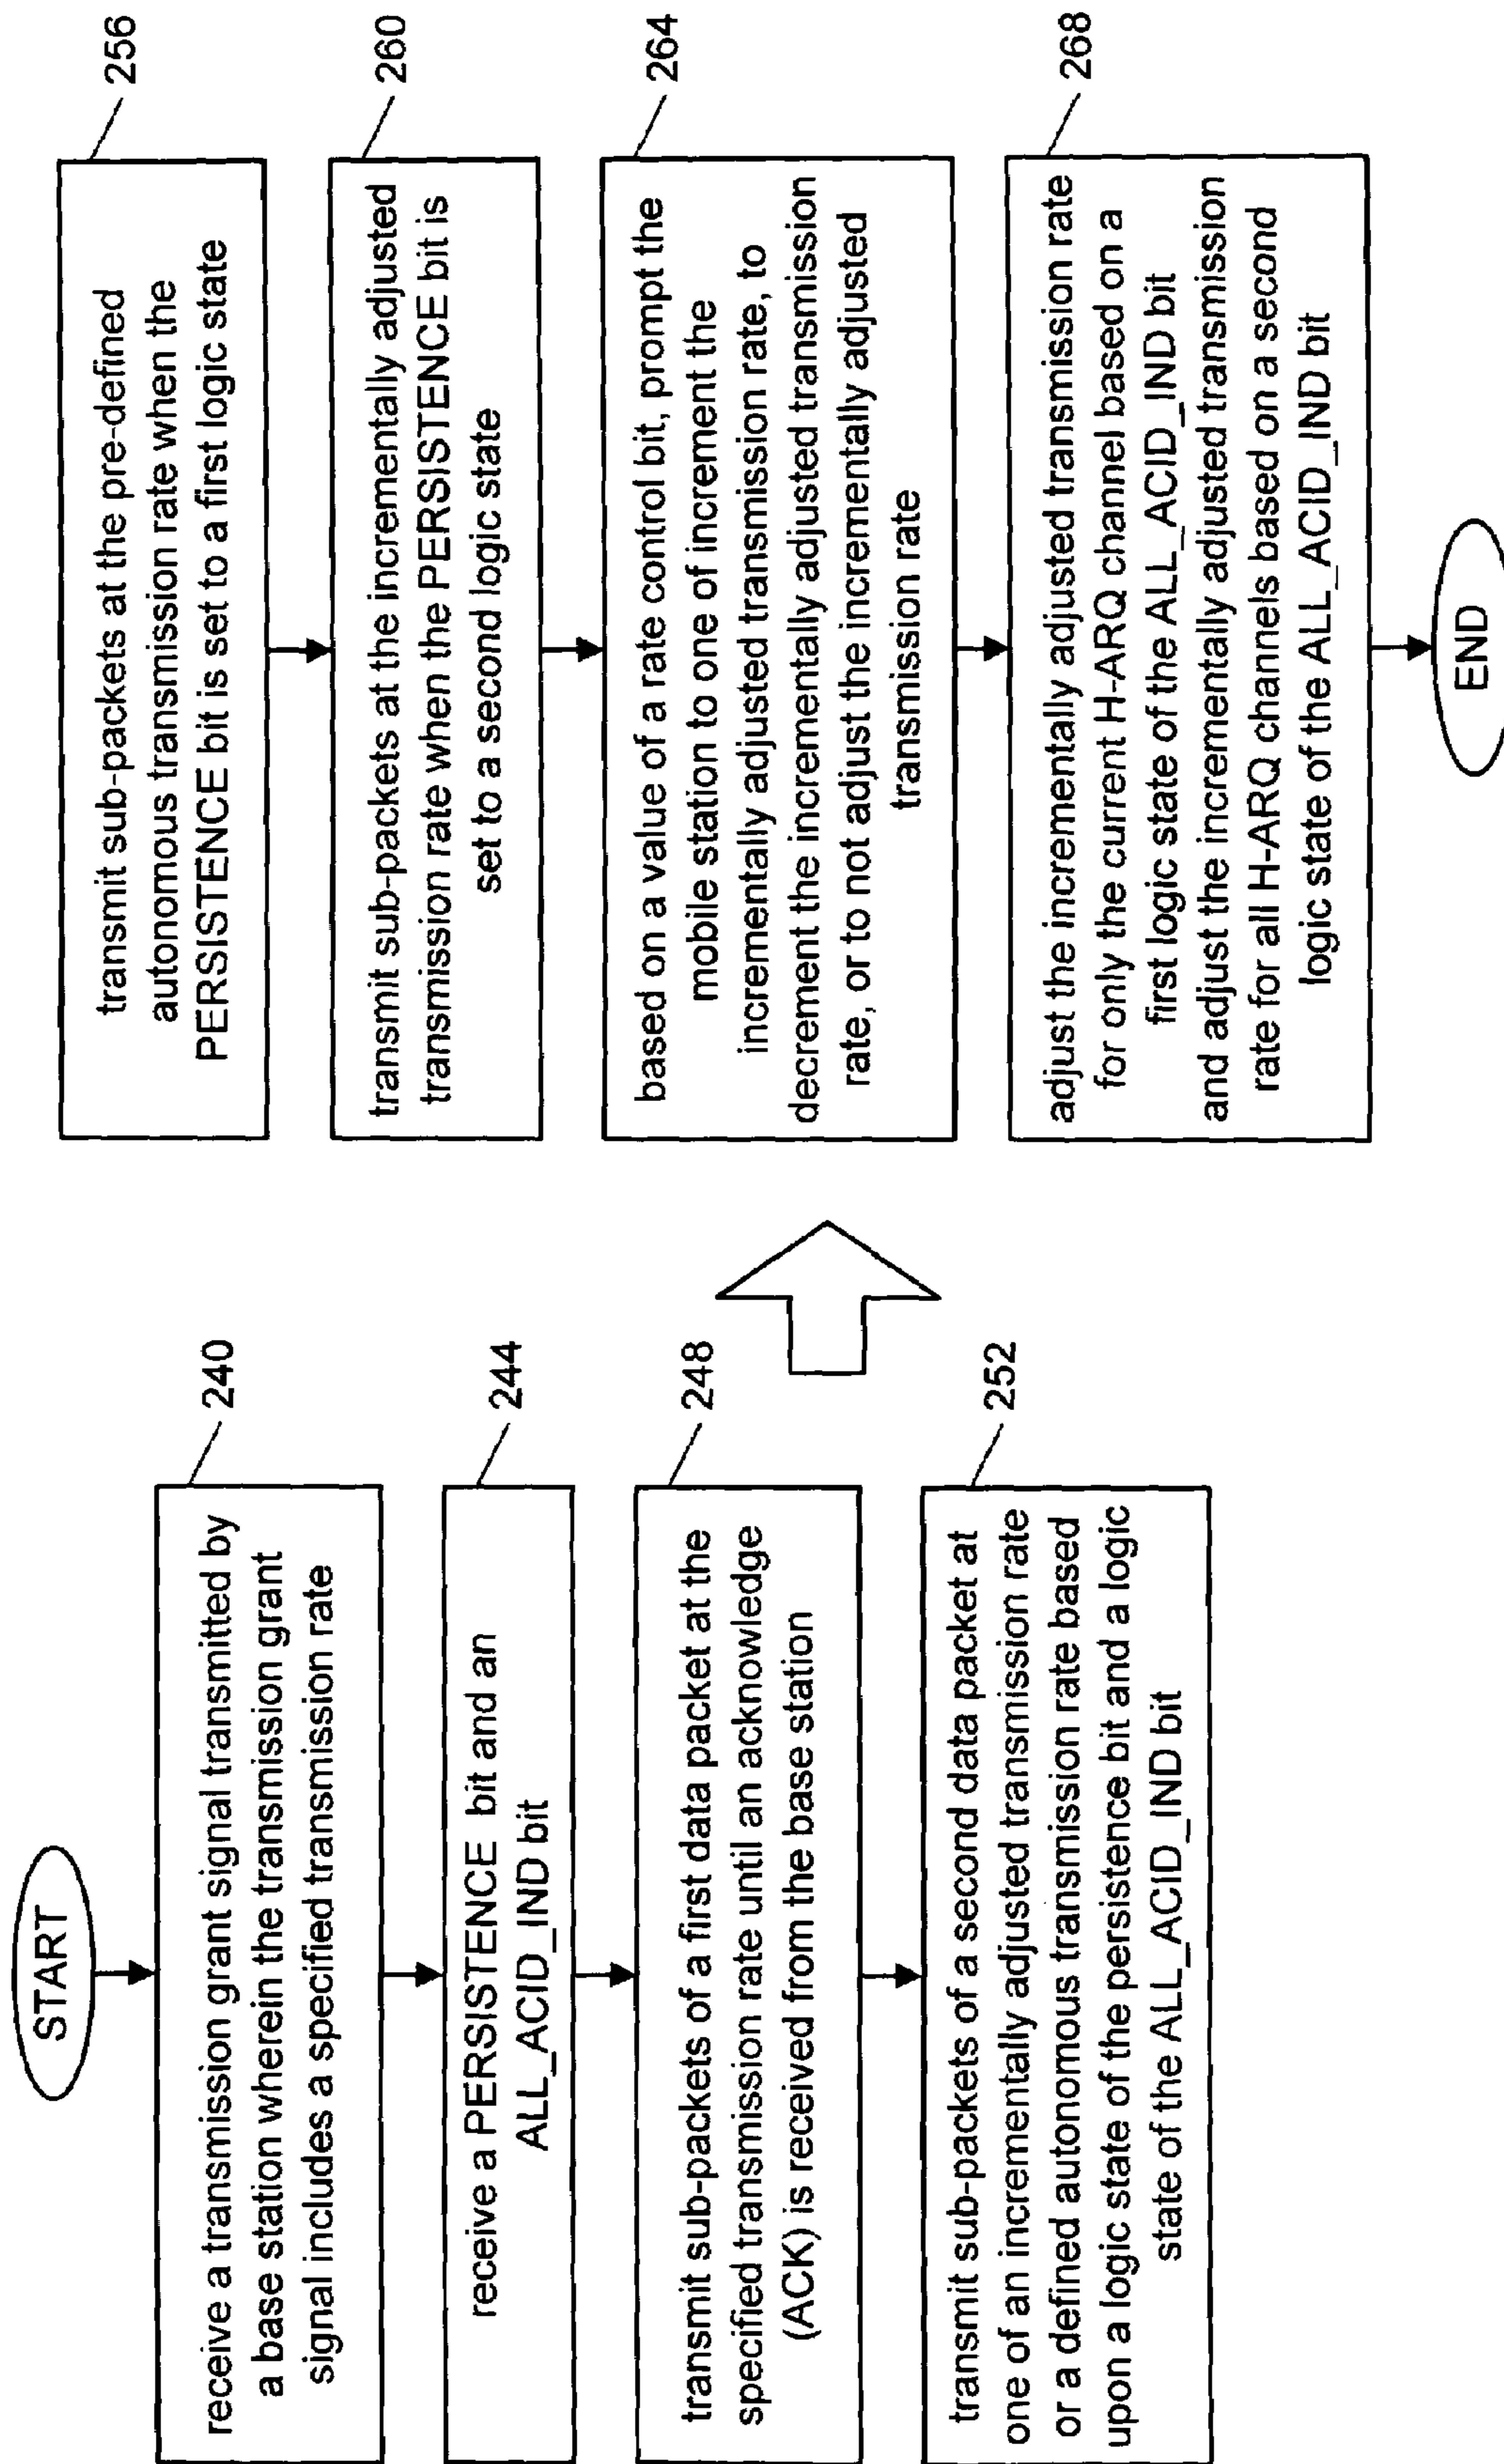 START
240
receive a transmission grant signal transmitted by
a base station wherein the transmission grant
signal includes a specified transmission rate
244
receive a PERSISTENCE bit and an
ALL_ACID_IND bit
248
transmit sub-packets of a first data packet at the
specified transmission rate until an acknowledge
(ACK) is received from the base station
252
transmit sub-packets of a second data packet at
one of an incrementally adjusted transmission rate
or a defined autonomous transmission rate based
upon a logic state of the persistence bit and a logic
state of the ALL_ACID_IND bit
256
transmit sub-packets at the pre-defined
autonomous transmission rate when the
PERSISTENCE bit is set to a first logic state
260
transmit sub-packets at the incrementally adjusted
transmission rate when the PERSISTENCE bit is
set to a second logic state
264
based on a value of a rate control bit, prompt the
mobile station to one of increment the
incrementally adjusted transmission rate, to
decrement the incrementally adjusted transmission
rate, or to not adjust the incrementally adjusted
transmission rate
268
adjust the incrementally adjusted transmission rate
for only the current H-ARQ channel based on a
first logic state of the ALL_ACID_IND bit
and adjust the incrementally adjusted transmission
rate for all H-ARQ channels based on a second
logic state of the ALL_ACID_IND bit
END